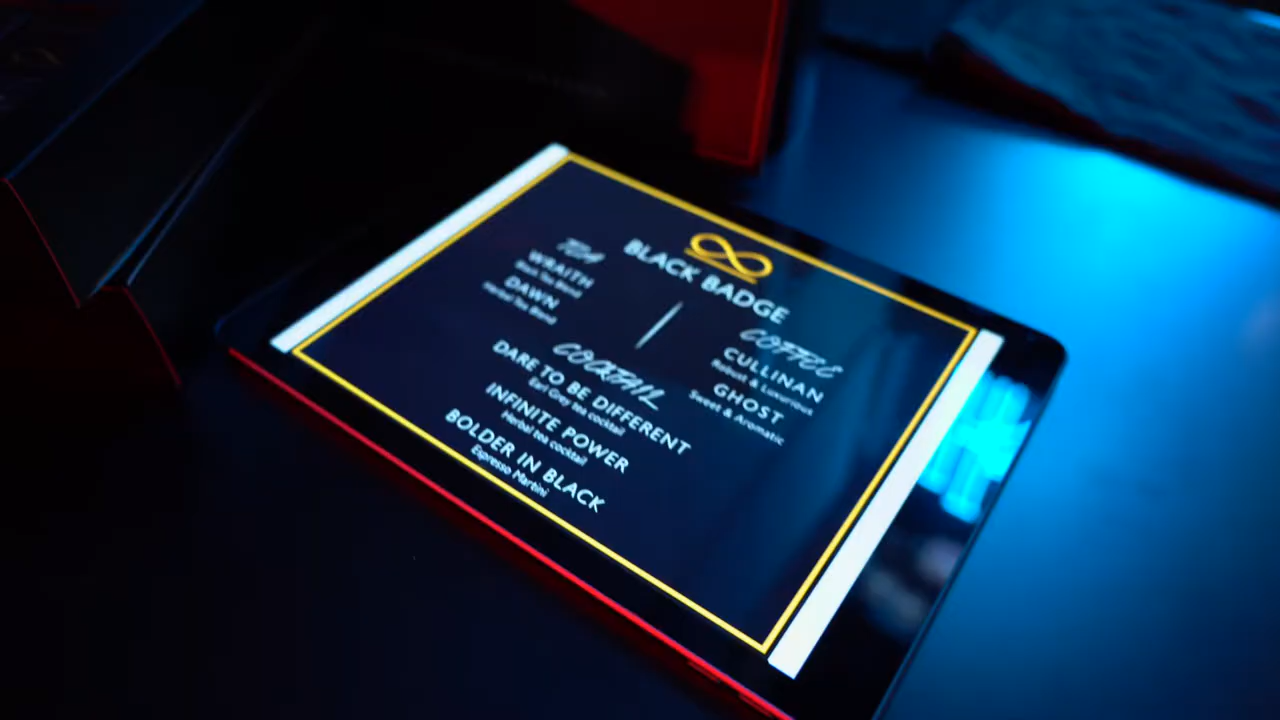 BLACK BADGE
TEA
WRAITH
Black Tea Blend
DAWN
Herbal Tea Blend
COFFEE
CULLINAN
Robust & Luxurious
GHOST
Sweet & Aromatic
COCKTAIL
DARE TO BE DIFFERENT
Earl Grey tea cocktail
INFINITE POWER
Herbal tea cocktail
BOLDER IN BLACK
Espresso Martini